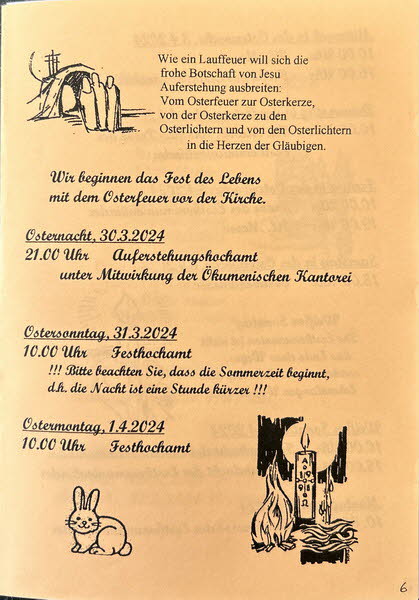 Wie ein Lauffeuer will sich die
frohe Botschaft von Jesu
Auferstehung ausbreiten:
Vom Osterfeuer zur Osterkerze,
von der Osterkerze zu den
Osterlichtern und von den Osterlichtern
in die Herzen der Gläubigen.
Wir beginnen das Fest des Lebens
mit dem Osterfeuer vor der Kirche.
Osternacht, 30.3.2024
21.00 Uhr Auferstehungshochamt
unter Mitwirkung der Ökumenischen Kantorei
Ostersonntag, 31.3.2024
10.00 Uhr Festhochamt
!!! Bitte beachten Sie, dass die Sommerzeit beginnt,
d.h. die Nacht ist eine Stunde kürzer !!!
Ostermontag, 1.4.2024
10.00 Uhr Festhochamt
6